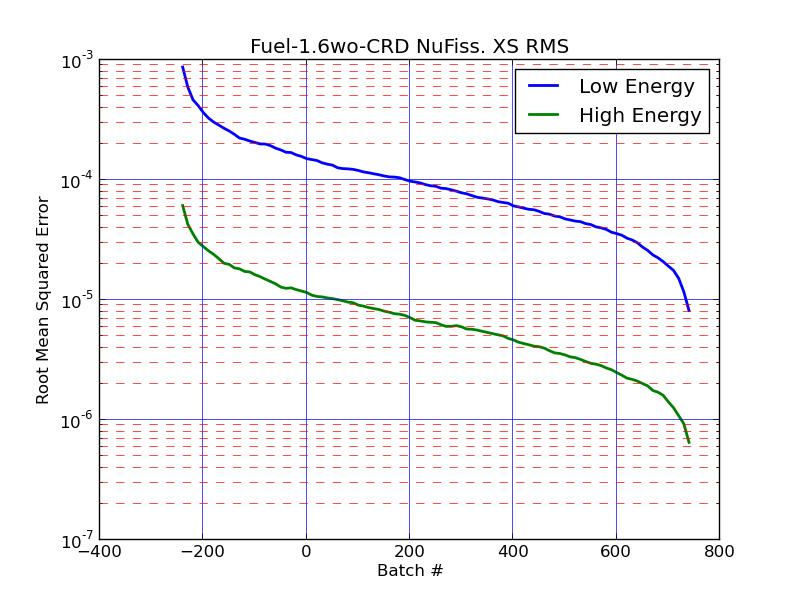 Fuel-1.6wo-CRD NuFiss. XS RMS
Low Energy
High Energy
Root Mean Squared Error
10^-3
10^-4
10^-5
10^-6
10^-7
−400 −200 0 200 400 600 800
Batch #